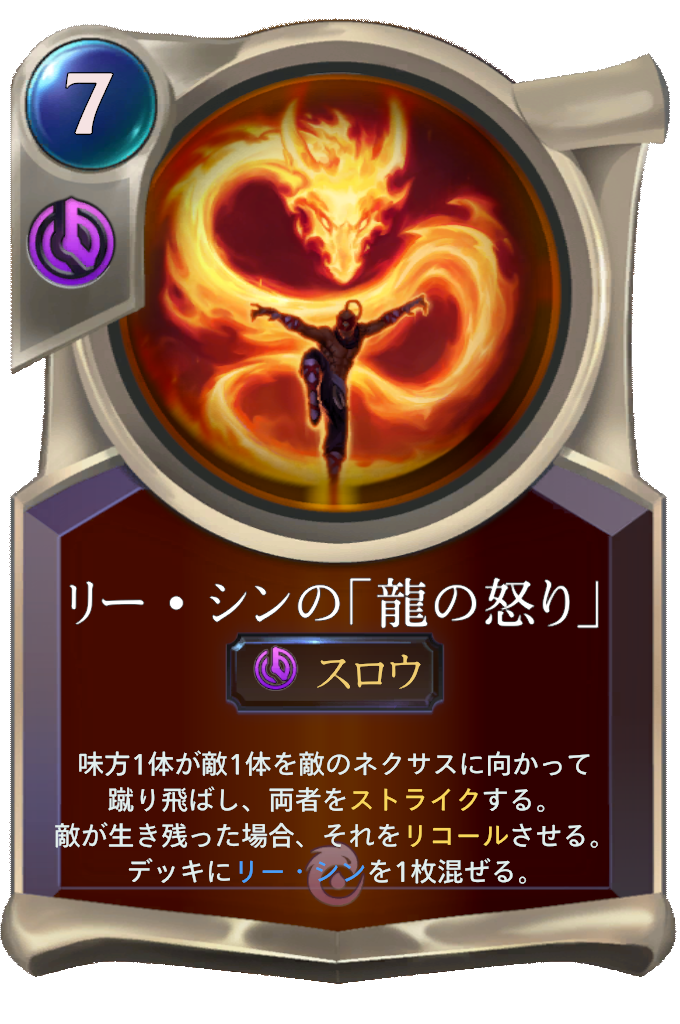 7
リー・シンの「龍の怒り」
スロウ
味方1体が敵1体を敵のネクサスに向かって
蹴り飛ばし、両者をストライクする。
敵が生き残った場合、それをリコールさせる。
デッキにリー・シンを1枚混ぜる。